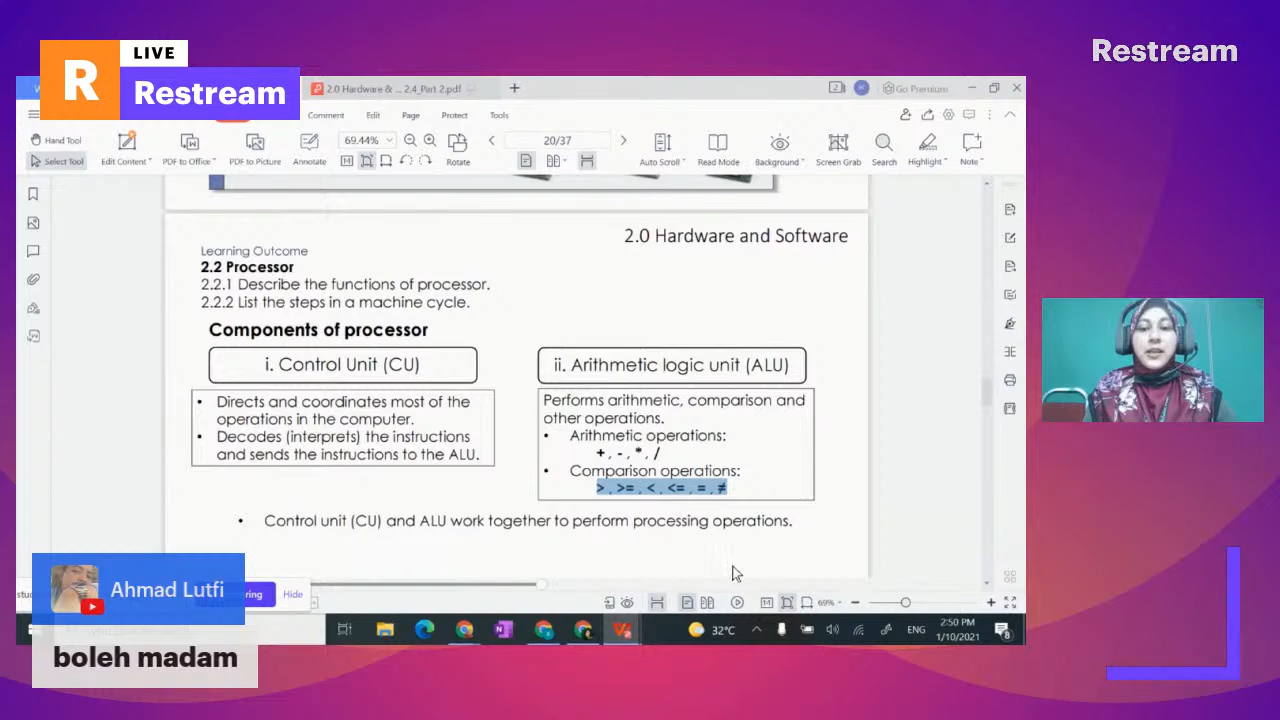 R
LIVE
Restream
Restream
2.0 Hardware & ... 2.4_Part 2.pdf
Go Premium
Comment Edit Page Protect Tools
Hand Tool
Select Tool
Edit Content
PDF to Office
PDF to Picture
Annotate
69.44%
Rotate
20/37
Auto Scroll
Read Mode
Background
Screen Grab
Search
Highlight
Note
2.0 Hardware and Software
Learning Outcome
2.2 Processor
2.2.1 Describe the functions of processor.
2.2.2 List the steps in a machine cycle.
Components of processor
i. Control Unit (CU)
• Directs and coordinates most of the
operations in the computer.
• Decodes (interprets) the instructions
and sends the instructions to the ALU.
ii. Arithmetic logic unit (ALU)
Performs arithmetic, comparison and
other operations.
• Arithmetic operations:
+ , - , * , /
• Comparison operations:
> , >= , < , <= , = , ≠
• Control unit (CU) and ALU work together to perform processing operations.
Hide
69%
Ahmad Lutfi
boleh madam
32°C
ENG
2:50 PM
1/10/2021
8